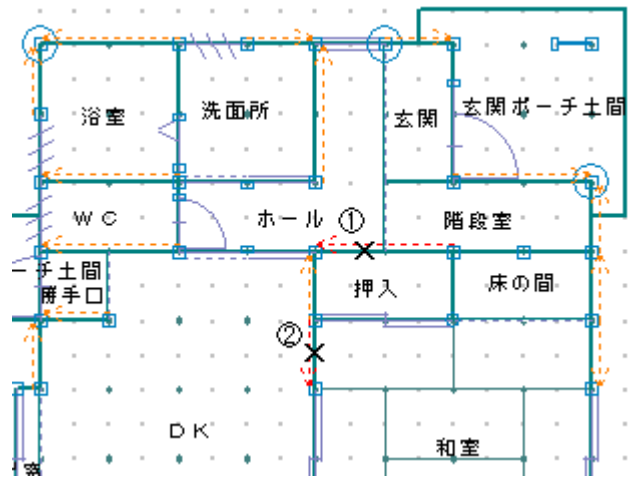 浴室
洗面所
玄関
玄関ポーチ土間
WC
ホール
①
階段室
ーチ土間
勝手口
押入
床の間
②
DK
和室